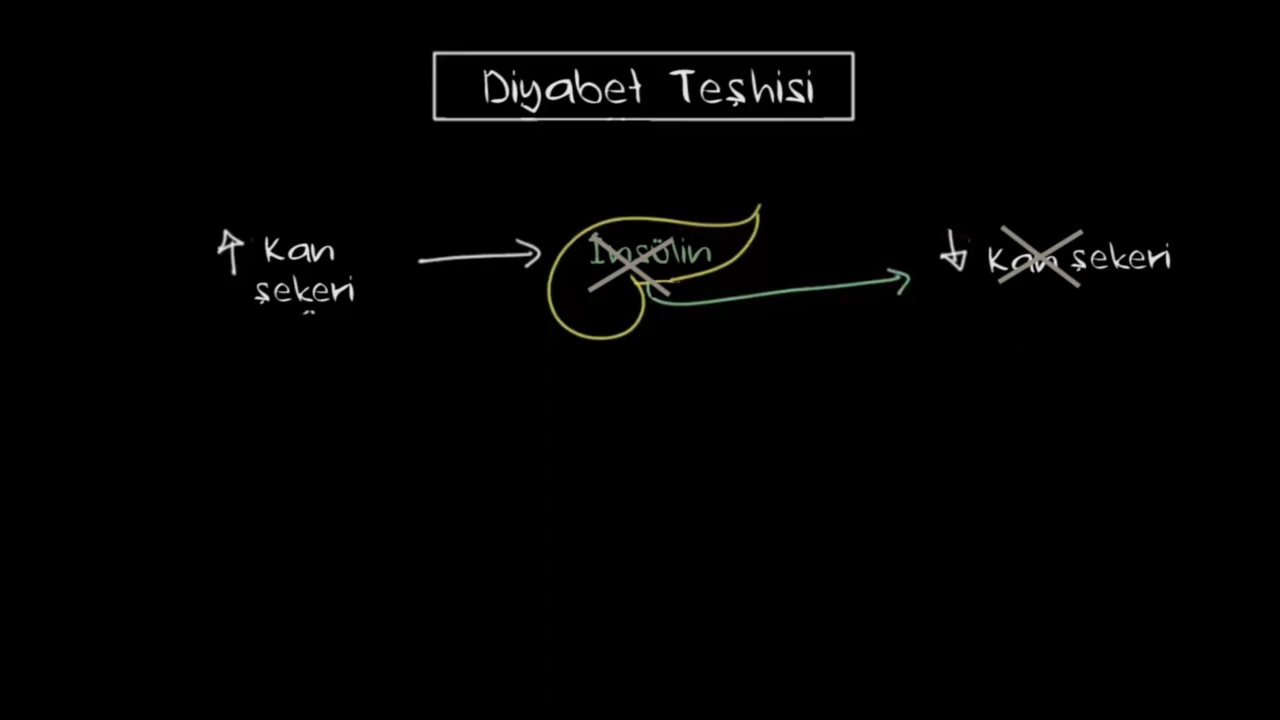 Diyabet Teşhisi
Kan
şekeri
İnsülin
Kan şekeri